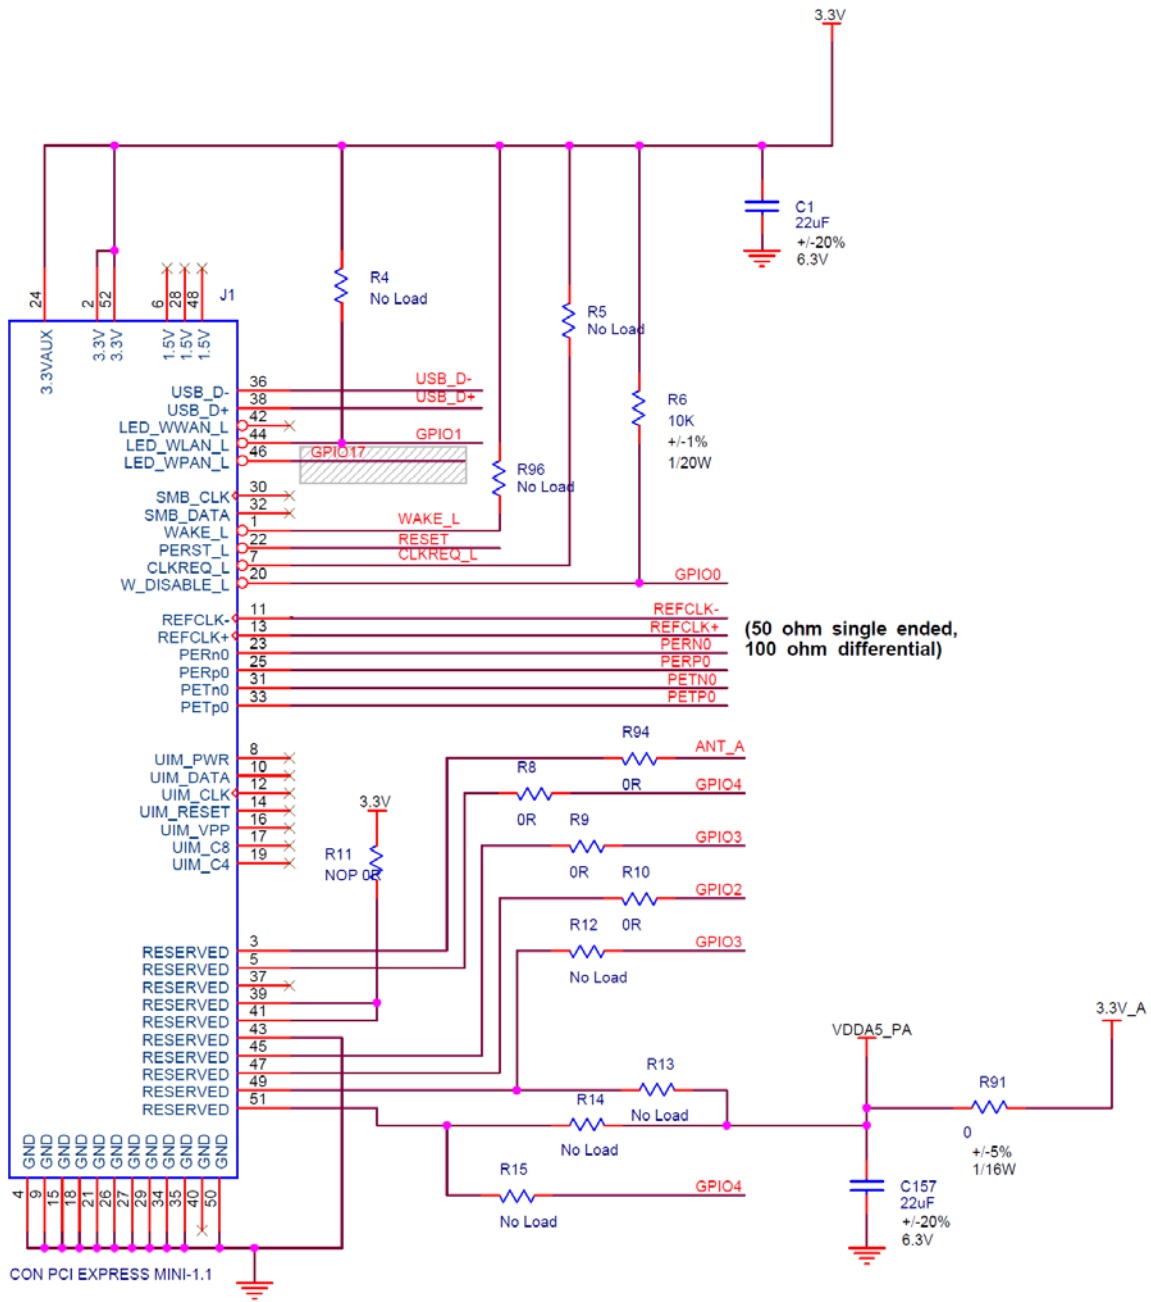 3.3V
C1
22uF
+/-20%
6.3V
R4
No Load
R5
No Load
R6
10K
+/-1%
1/20W
R96
No Load
J1
24
2
52
6
28
48
3.3VAUX
3.3V
3.3V
1.5V
1.5V
1.5V
USB_D- 36 USB_D-
USB_D+ 38 USB_D+
LED_WWAN_L 42
LED_WLAN_L 44 GPIO1
LED_WPAN_L 46 GPIO17
SMB_CLK 30
SMB_DATA 32
WAKE_L 1 WAKE_L
PERST_L 22 RESET
CLKREQ_L 7 CLKREQ_L
W_DISABLE_L 20 GPIO0
REFCLK- 11 REFCLK-
REFCLK+ 13 REFCLK+
PERn0 23 PERN0
PERp0 25 PERP0
PETn0 31 PETN0
PETp0 33 PETP0
(50 ohm single ended,
100 ohm differential)
UIM_PWR 8
UIM_DATA 10
UIM_CLK 12
UIM_RESET 14
UIM_VPP 16
UIM_C8 17
UIM_C4 19
R94
0R
ANT_A
R8
0R
GPIO4
R9
0R
GPIO3
R10
0R
GPIO2
R12
No Load
GPIO3
3.3V
R11
NOP 0R
RESERVED 3
RESERVED 5
RESERVED 37
RESERVED 39
RESERVED 41
RESERVED 43
RESERVED 45
RESERVED 47
RESERVED 49
RESERVED 51
R13
No Load
R14
No Load
R15
No Load
GPIO4
VDDA5_PA
3.3V_A
R91
0
+/-5%
1/16W
C157
22uF
+/-20%
6.3V
GND GND GND GND GND GND GND GND GND GND GND GND
4 9 15 18 21 26 27 29 34 35 40 50
CON PCI EXPRESS MINI-1.1